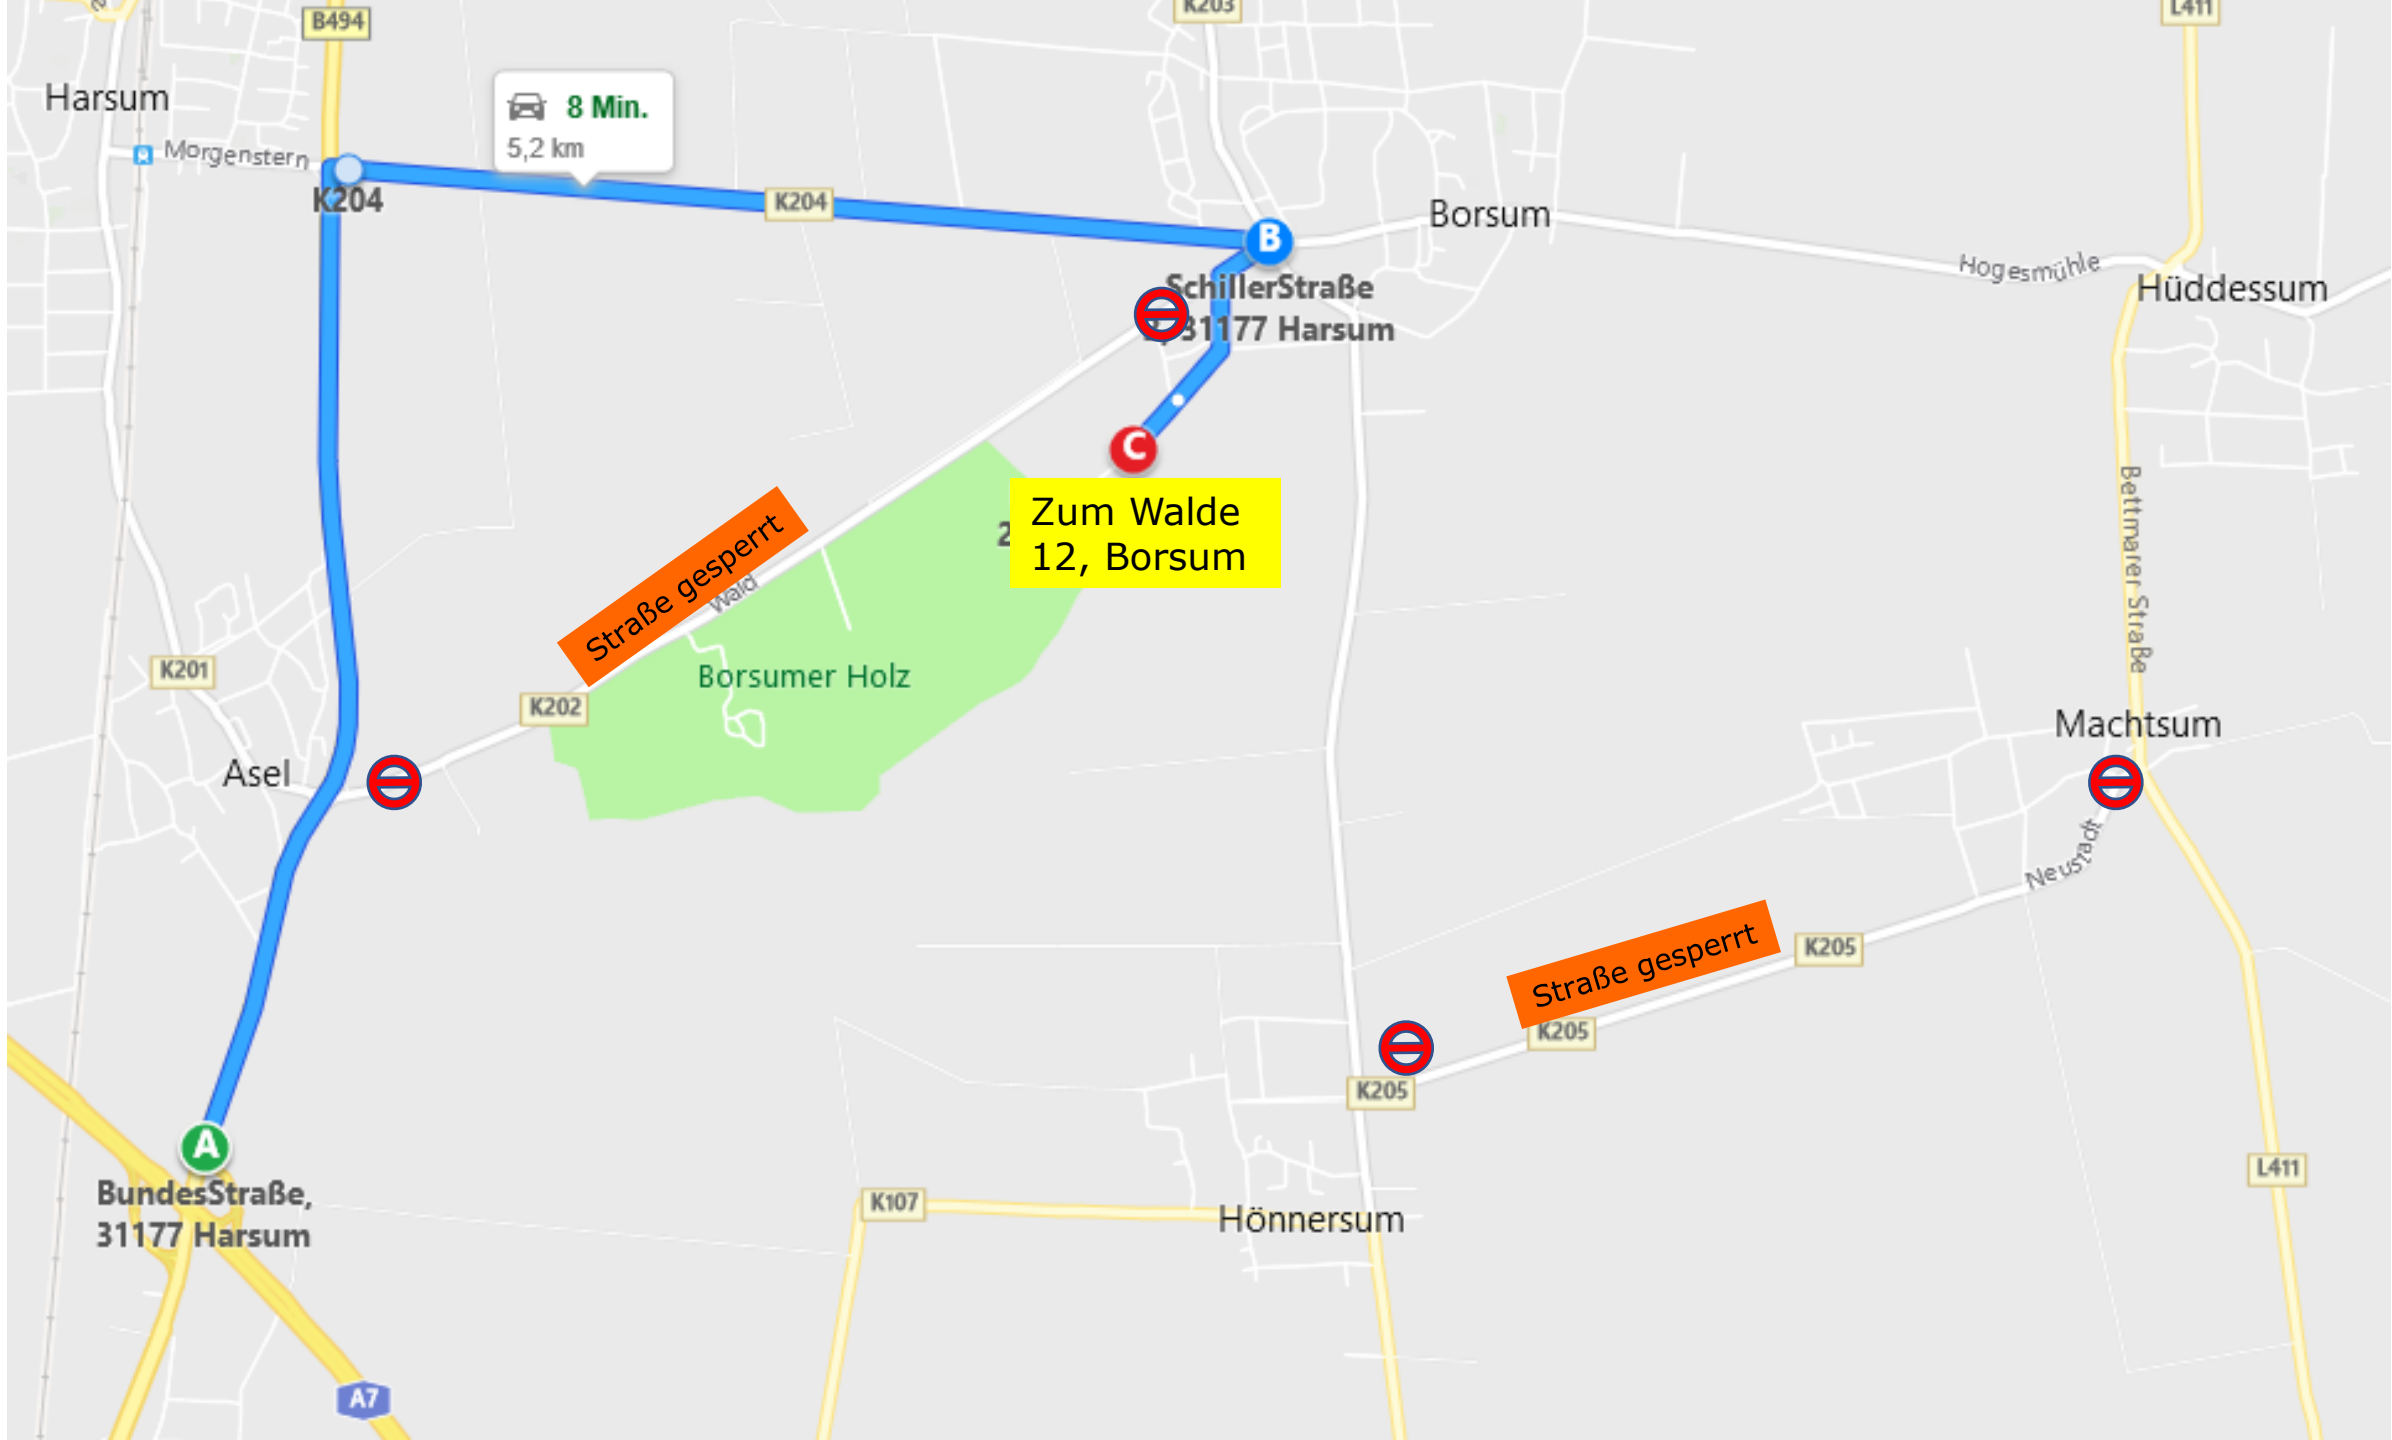 K203
L411
B494
Harsum
8 Min.
5,2 km
Morgenstern
K204
K204
B
Borsum
Hogesmühle
Hüddessum
SchillerStraße
31177 Harsum
C
Zum Walde
12, Borsum
Straße gesperrt
Wald
Bettmarer Straße
K201
Borsumer Holz
K202
Machtsum
Asel
Neustadt
Straße gesperrt
K205
K205
K205
A
BundesStraße,
31177 Harsum
K107
Hönnersum
L411
A7